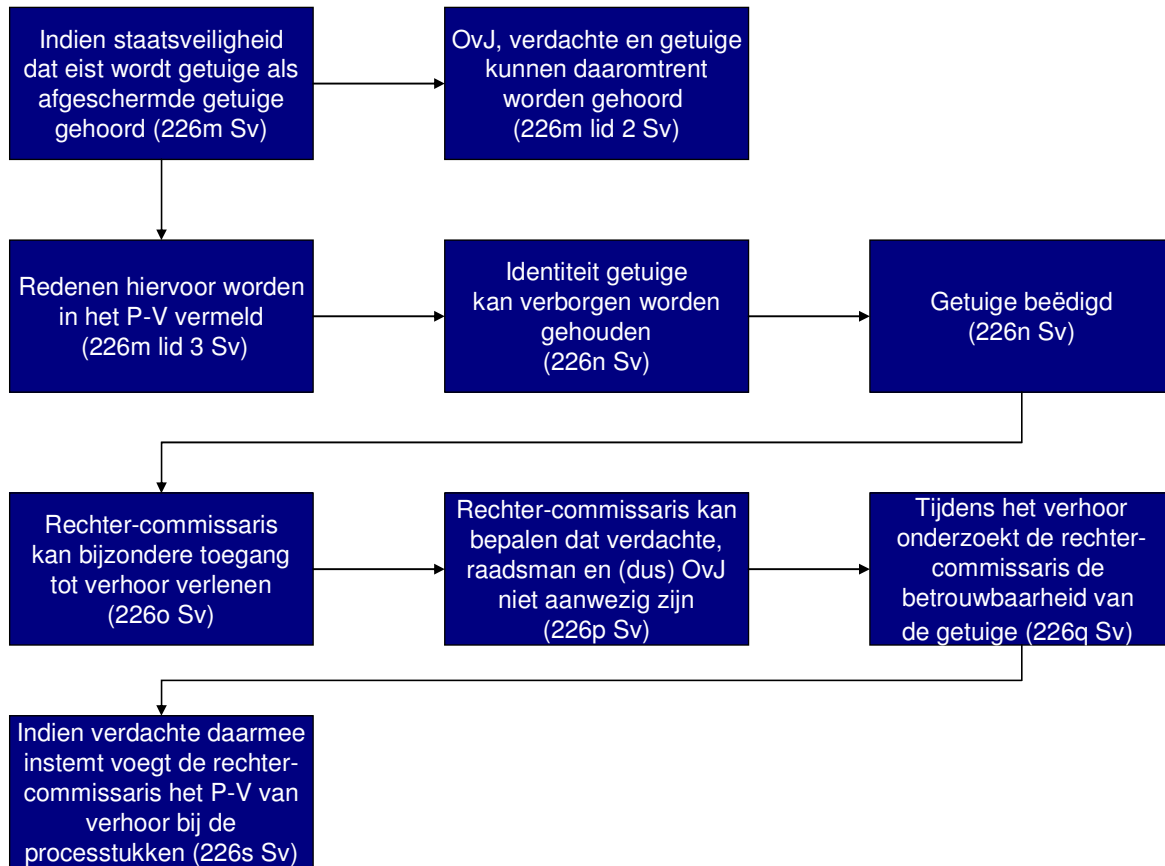 Indien staatsveiligheid
dat eist wordt getuige als
afgeschermde getuige
gehoord (226m Sv)
OvJ, verdachte en getuige
kunnen daaromtrent
worden gehoord
(226m lid 2 Sv)
Redenen hiervoor worden
in het P-V vermeld
(226m lid 3 Sv)
Identiteit getuige
kan verborgen worden
gehouden
(226n Sv)
Getuige beëdigd
(226n Sv)
Rechter-commissaris
kan bijzondere toegang
tot verhoor verlenen
(226o Sv)
Rechter-commissaris kan
bepalen dat verdachte,
raadsman en (dus) OvJ
niet aanwezig zijn
(226p Sv)
Tijdens het verhoor
onderzoekt de rechter-
commissaris de
betrouwbaarheid van
de getuige (226q Sv)
Indien verdachte daarmee
instemt voegt de rechter-
commissaris het P-V van
verhoor bij de
processtukken (226s Sv)